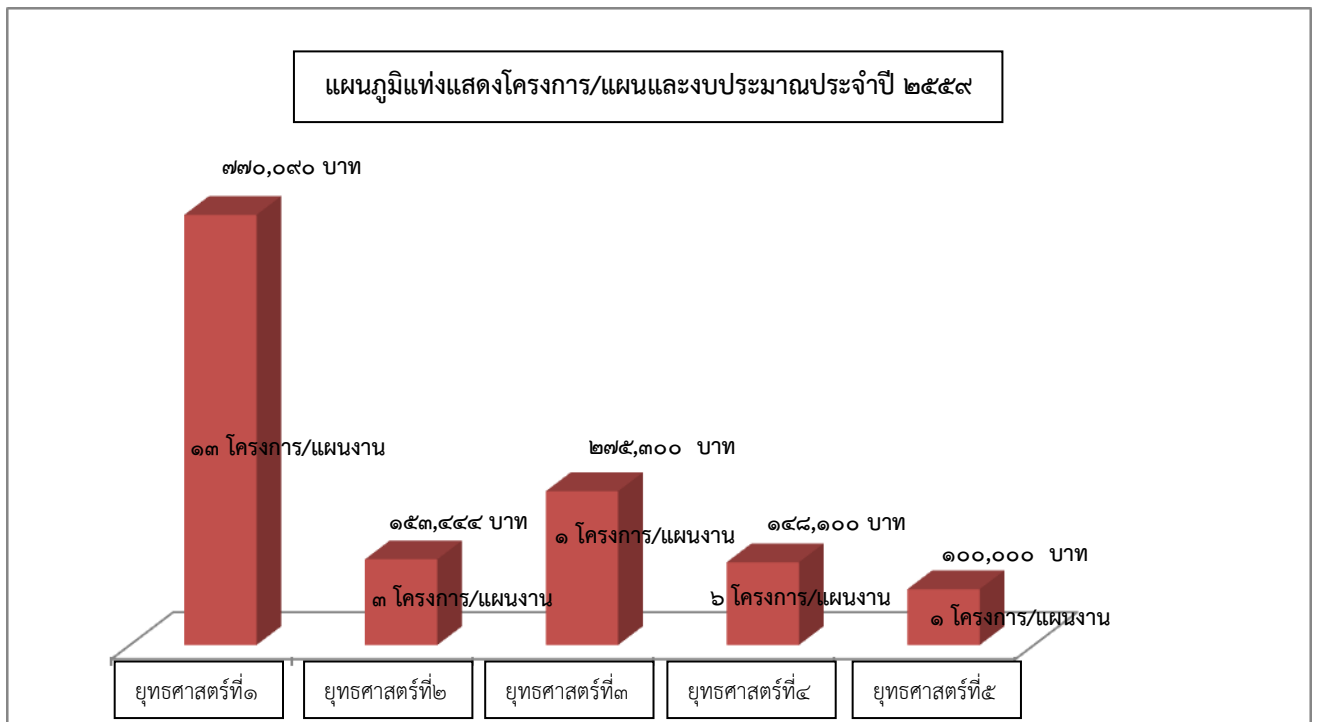 แผนภูมิแท่งแสดงโครงการ/แผนและงบประมาณประจำปี ๒๕๕๙
๗๗๐,๐๙๐ บาท
๑๓ โครงการ/แผนงาน
๒๗๕,๓๐๐ บาท
๑๕๓,๔๔๔ บาท
๑ โครงการ/แผนงาน
๑๔๘,๑๐๐ บาท
๑๐๐,๐๐๐ บาท
๓ โครงการ/แผนงาน
๖ โครงการ/แผนงาน
๑ โครงการ/แผนงาน
ยุทธศาสตร์ที่๑
ยุทธศาสตร์ที่๒
ยุทธศาสตร์ที่๓
ยุทธศาสตร์ที่๔
ยุทธศาสตร์ที่๕